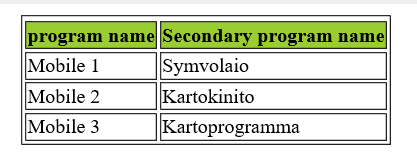 program name Secondary program name
Mobile 1 Symvolaio
Mobile 2 Kartokinito
Mobile 3 Kartoprogramma